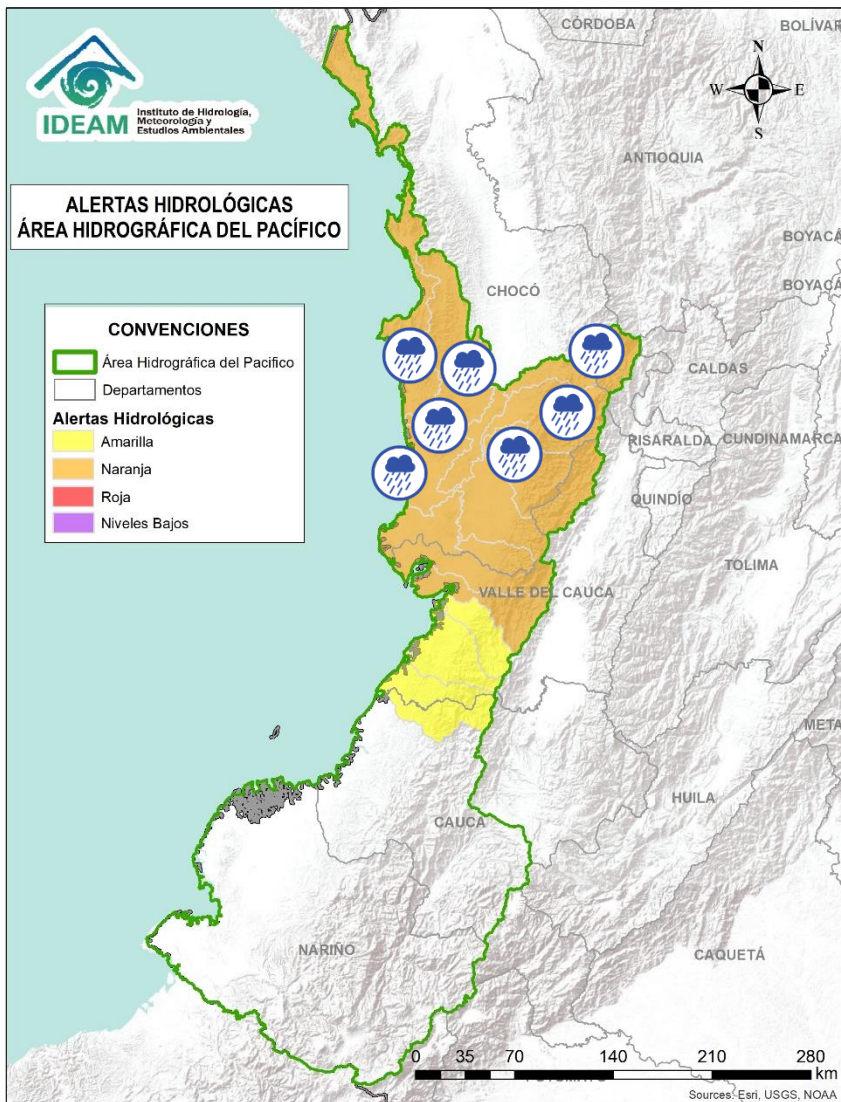 IDEAM
Instituto de Hidrología,
Meteorología y
Estudios Ambientales
ALERTAS HIDROLÓGICAS
ÁREA HIDROGRÁFICA DEL PACÍFICO
CONVENCIONES
Área Hidrográfica del Pacifico
Departamentos
Alertas Hidrológicas
Amarilla
Naranja
Roja
Niveles Bajos
N
W E
S
CÓRDOBA
BOLÍVAR
ANTIOQUIA
BOYACÁ
BOYACÁ
CHOCÓ
CALDAS
RISARALDA
CUNDINAMARCA
QUINDÍO
TOLIMA
VALLE DEL CAUCA
META
HUILA
CAUCA
NARIÑO
CAQUETÁ
0 35 70 140 210 280
km
Sources: Esri, USGS, NOAA